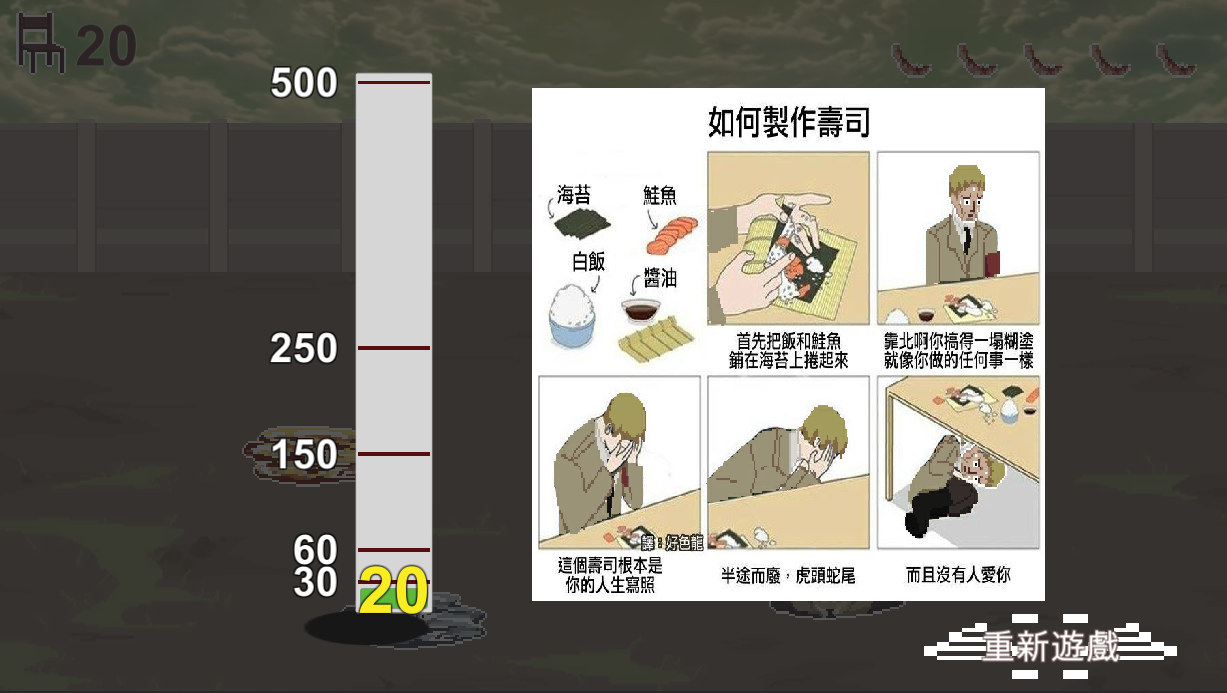 20
500
250
150
60
30
20
如何製作壽司
海苔
鮭魚
白飯
醬油
首先把飯和鮭魚
鋪在海苔上捲起來
靠北啊你搞得一塌糊塗
就像你做的任何事一樣
譯：好色龍
這個壽司根本是
你的人生寫照
半途而廢，虎頭蛇尾
而且沒有人愛你
重新遊戲